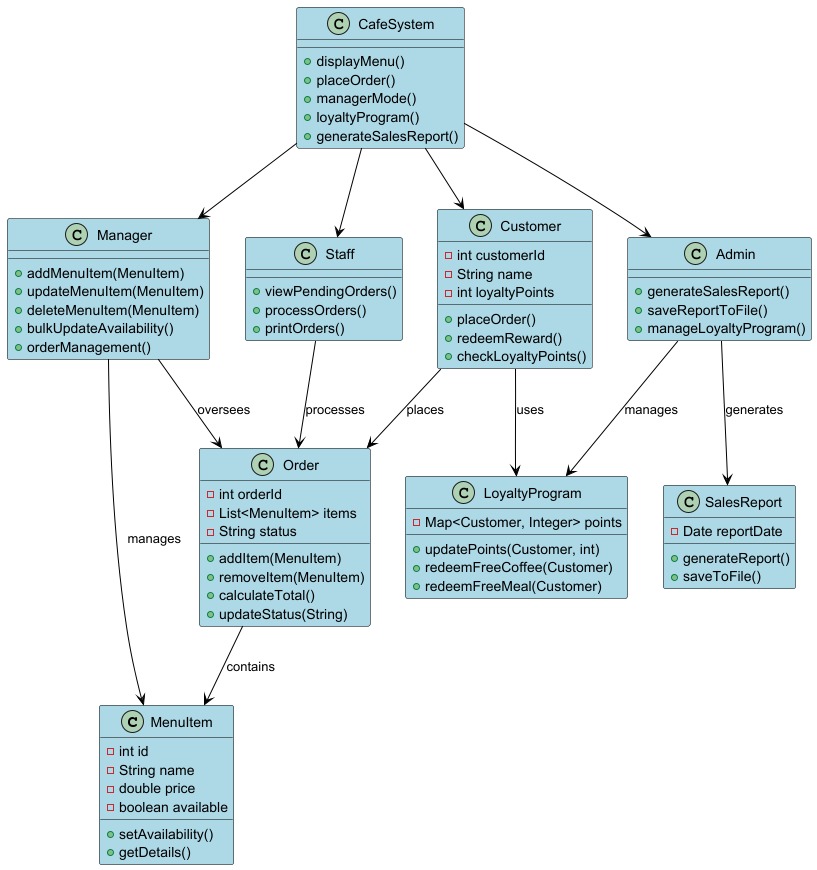 C CafeSystem
displayMenu()
placeOrder()
managerMode()
loyaltyProgram()
generateSalesReport()
C Manager
addMenuItem(MenuItem)
updateMenuItem(MenuItem)
deleteMenuItem(MenuItem)
bulkUpdateAvailability()
orderManagement()
C Staff
viewPendingOrders()
processOrders()
printOrders()
C Customer
int customerId
String name
int loyaltyPoints
placeOrder()
redeemReward()
checkLoyaltyPoints()
C Admin
generateSalesReport()
saveReportToFile()
manageLoyaltyProgram()
oversees
processes
places
uses
manages
generates
C Order
int orderId
List<MenuItem> items
String status
addItem(MenuItem)
removeItem(MenuItem)
calculateTotal()
updateStatus(String)
C LoyaltyProgram
Map<Customer, Integer> points
updatePoints(Customer, int)
redeemFreeCoffee(Customer)
redeemFreeMeal(Customer)
C SalesReport
Date reportDate
generateReport()
saveToFile()
manages
contains
C MenuItem
int id
String name
double price
boolean available
setAvailability()
getDetails()